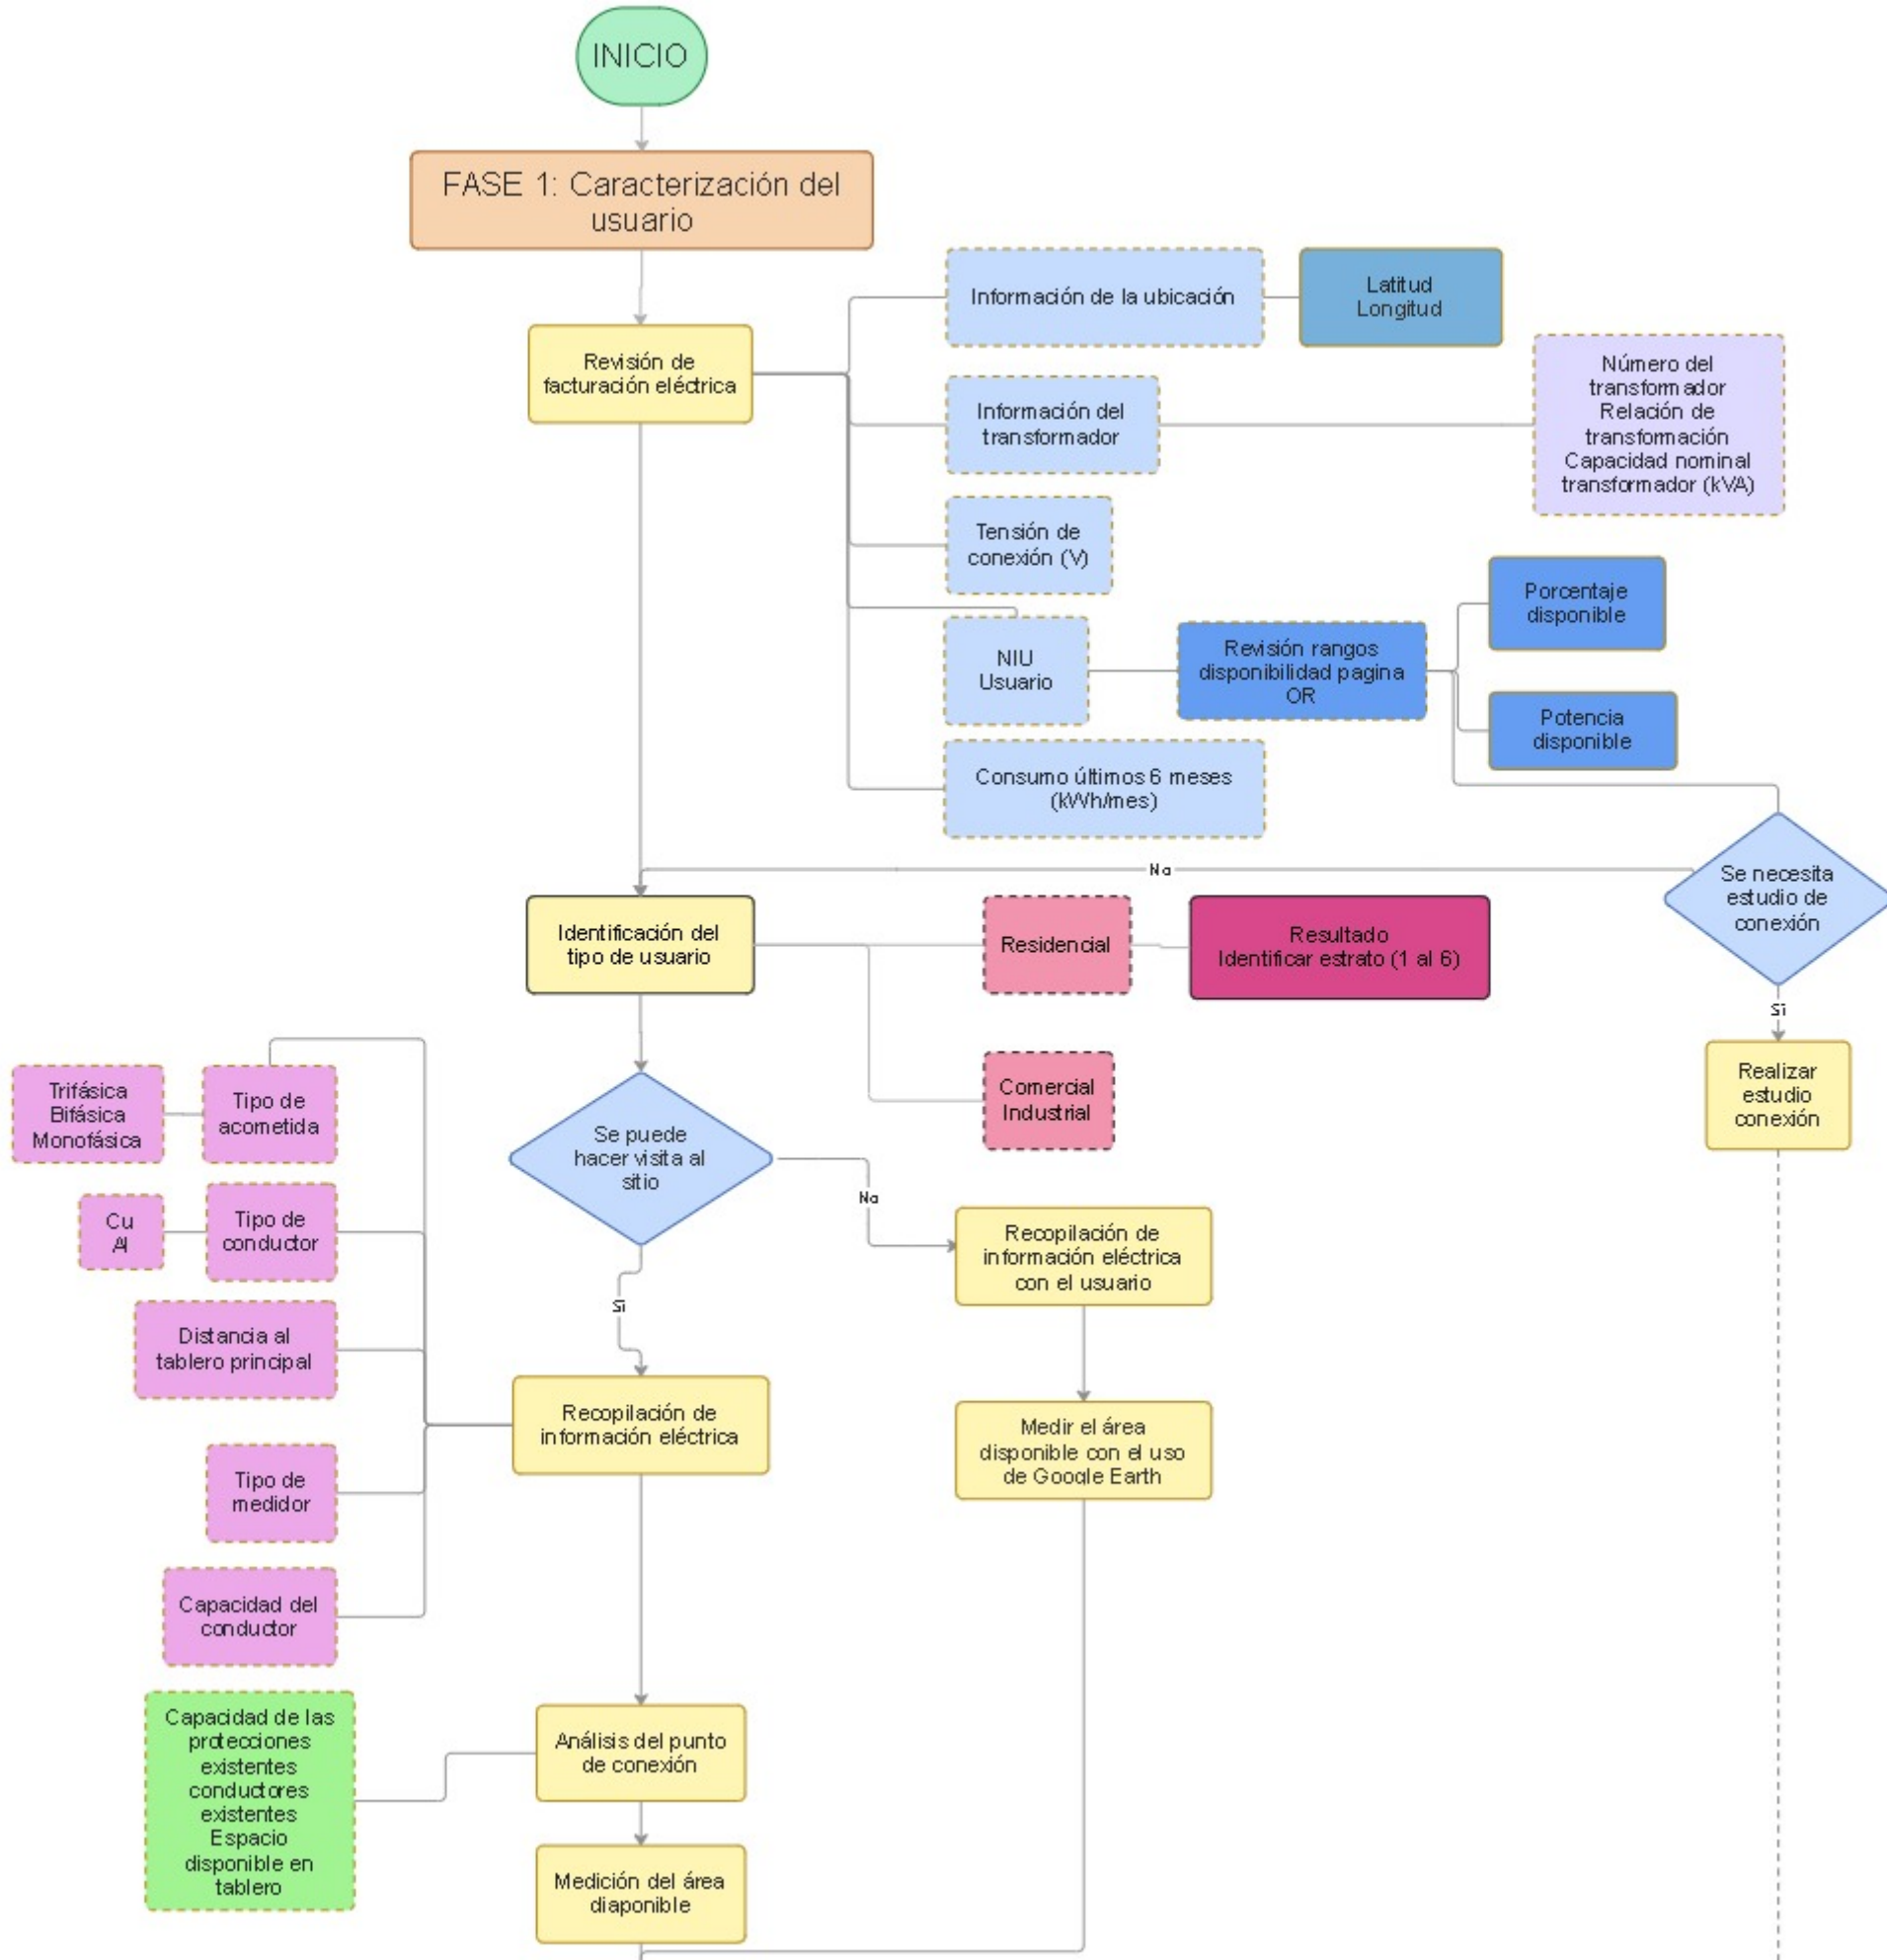 INICIO
FASE 1: Caracterización del
usuario
Revisión de
facturación eléctrica
Información de la ubicación
Latitud
Longitud
Información del
transformador
Número del
transformador
Relación de
transformación
Capacidad nominal
transformador (kVA)
Tensión de
conexión (V)
NIU
Usuario
Revisión rangos
disponibilidad pagina
OR
Porcentaje
disponible
Potencia
disponible
Consumo últimos 6 meses
(kWh/mes)
Se necesita
estudio de
conexión
No
Si
Realizar
estudio
conexión
Identificación del
tipo de usuario
Residencial
Resultado
Identificar estrato (1 al 6)
Comercial
Industrial
Se puede
hacer visita al
sitio
No
Si
Recopilación de
información eléctrica
con el usuario
Medir el área
disponible con el uso
de Google Earth
Recopilación de
información eléctrica
Trifásica
Bifásica
Monofásica
Tipo de
acometida
Cu
Al
Tipo de
conductor
Distancia al
tablero principal
Tipo de
medidor
Capacidad del
conductor
Análisis del punto
de conexión
Capacidad de las
protecciones
existentes
conductores
existentes
Espacio
disponible en
tablero
Medición del área
diaponible